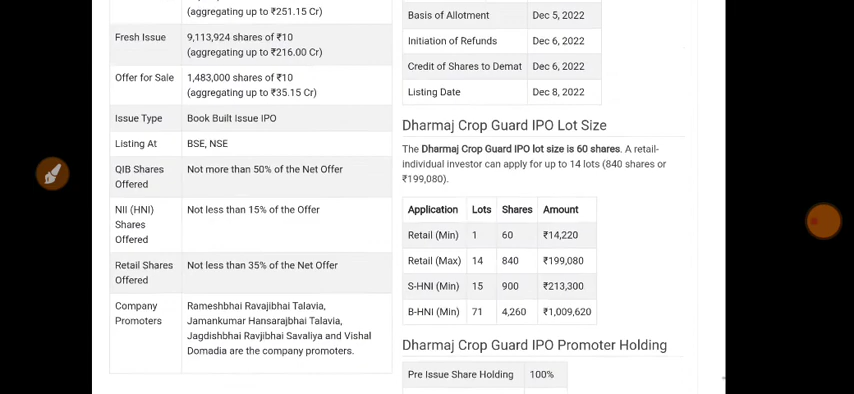 (aggregating up to ₹251.15 Cr)
Fresh Issue
9,113,924 shares of ₹10
(aggregating up to ₹216.00 Cr)
Offer for Sale
1,483,000 shares of ₹10
(aggregating up to ₹35.15 Cr)
Issue Type
Book Built Issue IPO
Listing At
BSE, NSE
QIB Shares
Offered
Not more than 50% of the Net Offer
NII (HNI)
Shares
Offered
Not less than 15% of the Offer
Retail Shares
Offered
Not less than 35% of the Net Offer
Company
Promoters
Rameshbhai Ravajibhai Talavia,
Jamankumar Hansarajbhai Talavia,
Jagdishbhai Ravjibhai Savaliya and Vishal
Domadia are the company promoters.
Basis of Allotment Dec 5, 2022
Initiation of Refunds Dec 6, 2022
Credit of Shares to Demat Dec 6, 2022
Listing Date Dec 8, 2022
Dharmaj Crop Guard IPO Lot Size
The Dharmaj Crop Guard IPO lot size is 60 shares. A retail-
individual investor can apply for up to 14 lots (840 shares or
₹199,080).
Application Lots Shares Amount
Retail (Min) 1 60 ₹14,220
Retail (Max) 14 840 ₹199,080
S-HNI (Min) 15 900 ₹213,300
B-HNI (Min) 71 4,260 ₹1,009,620
Dharmaj Crop Guard IPO Promoter Holding
Pre Issue Share Holding 100%